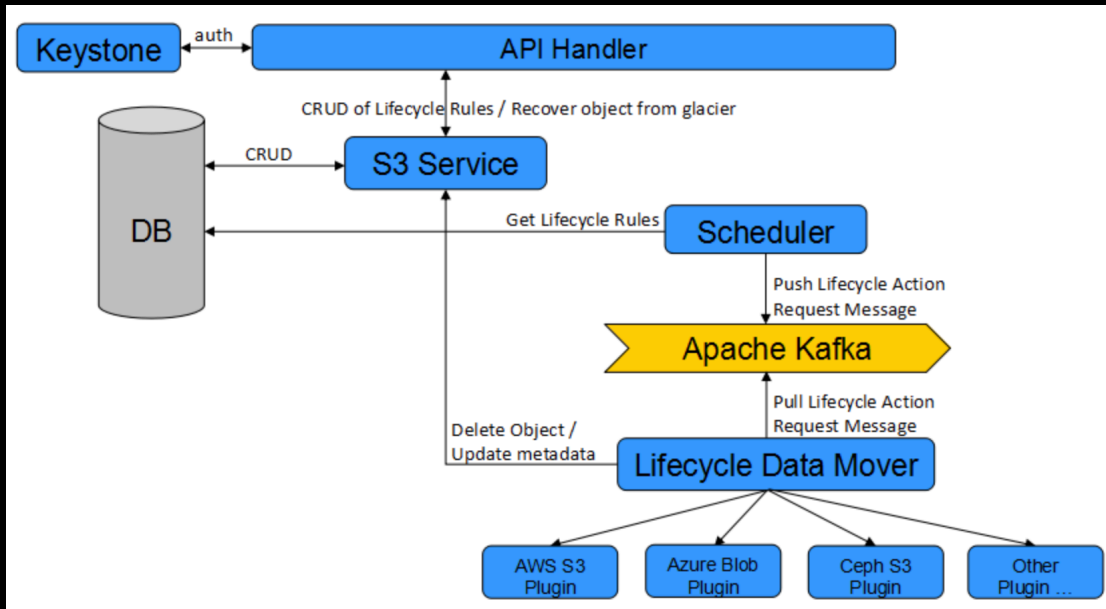 Keystone
auth
API Handler
CRUD of Lifecycle Rules / Recover object from glacier
CRUD
S3 Service
DB
Get Lifecycle Rules
Scheduler
Push Lifecycle Action
Request Message
Apache Kafka
Pull Lifecycle Action
Request Message
Delete Object /
Update metadata
Lifecycle Data Mover
AWS S3
Plugin
Azure Blob
Plugin
Ceph S3
Plugin
Other
Plugin ...